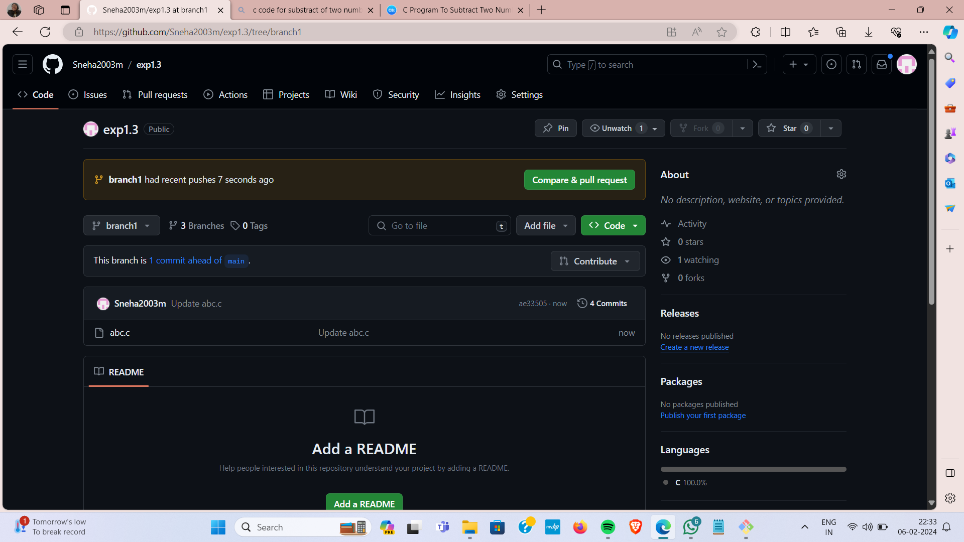 Sneha2003m/exp1.3 at branch1
c code for substract of two numb
C Program To Subtract Two Num
https://github.com/Sneha2003m/exp1.3/tree/branch1
Sneha2003m / exp1.3
Type / to search
Code
Issues
Pull requests
Actions
Projects
Wiki
Security
Insights
Settings
exp1.3 Public
Pin
Unwatch 1
Fork 0
Star 0
branch1 had recent pushes 7 seconds ago
Compare & pull request
branch1
3 Branches
0 Tags
Go to file
t
Add file
Code
This branch is 1 commit ahead of main .
Contribute
Sneha2003m Update abc.c
ae33505 · now
4 Commits
abc.c
Update abc.c
now
README
Add a README
Help people interested in this repository understand your project by adding a README.
Add a README
About
No description, website, or topics provided.
Activity
0 stars
1 watching
0 forks
Releases
No releases published
Create a new release
Packages
No packages published
Publish your first package
Languages
C 100.0%
1
Tomorrow's low
To break record
Search
PRE
6
ENG
IN
22:33
06-02-2024